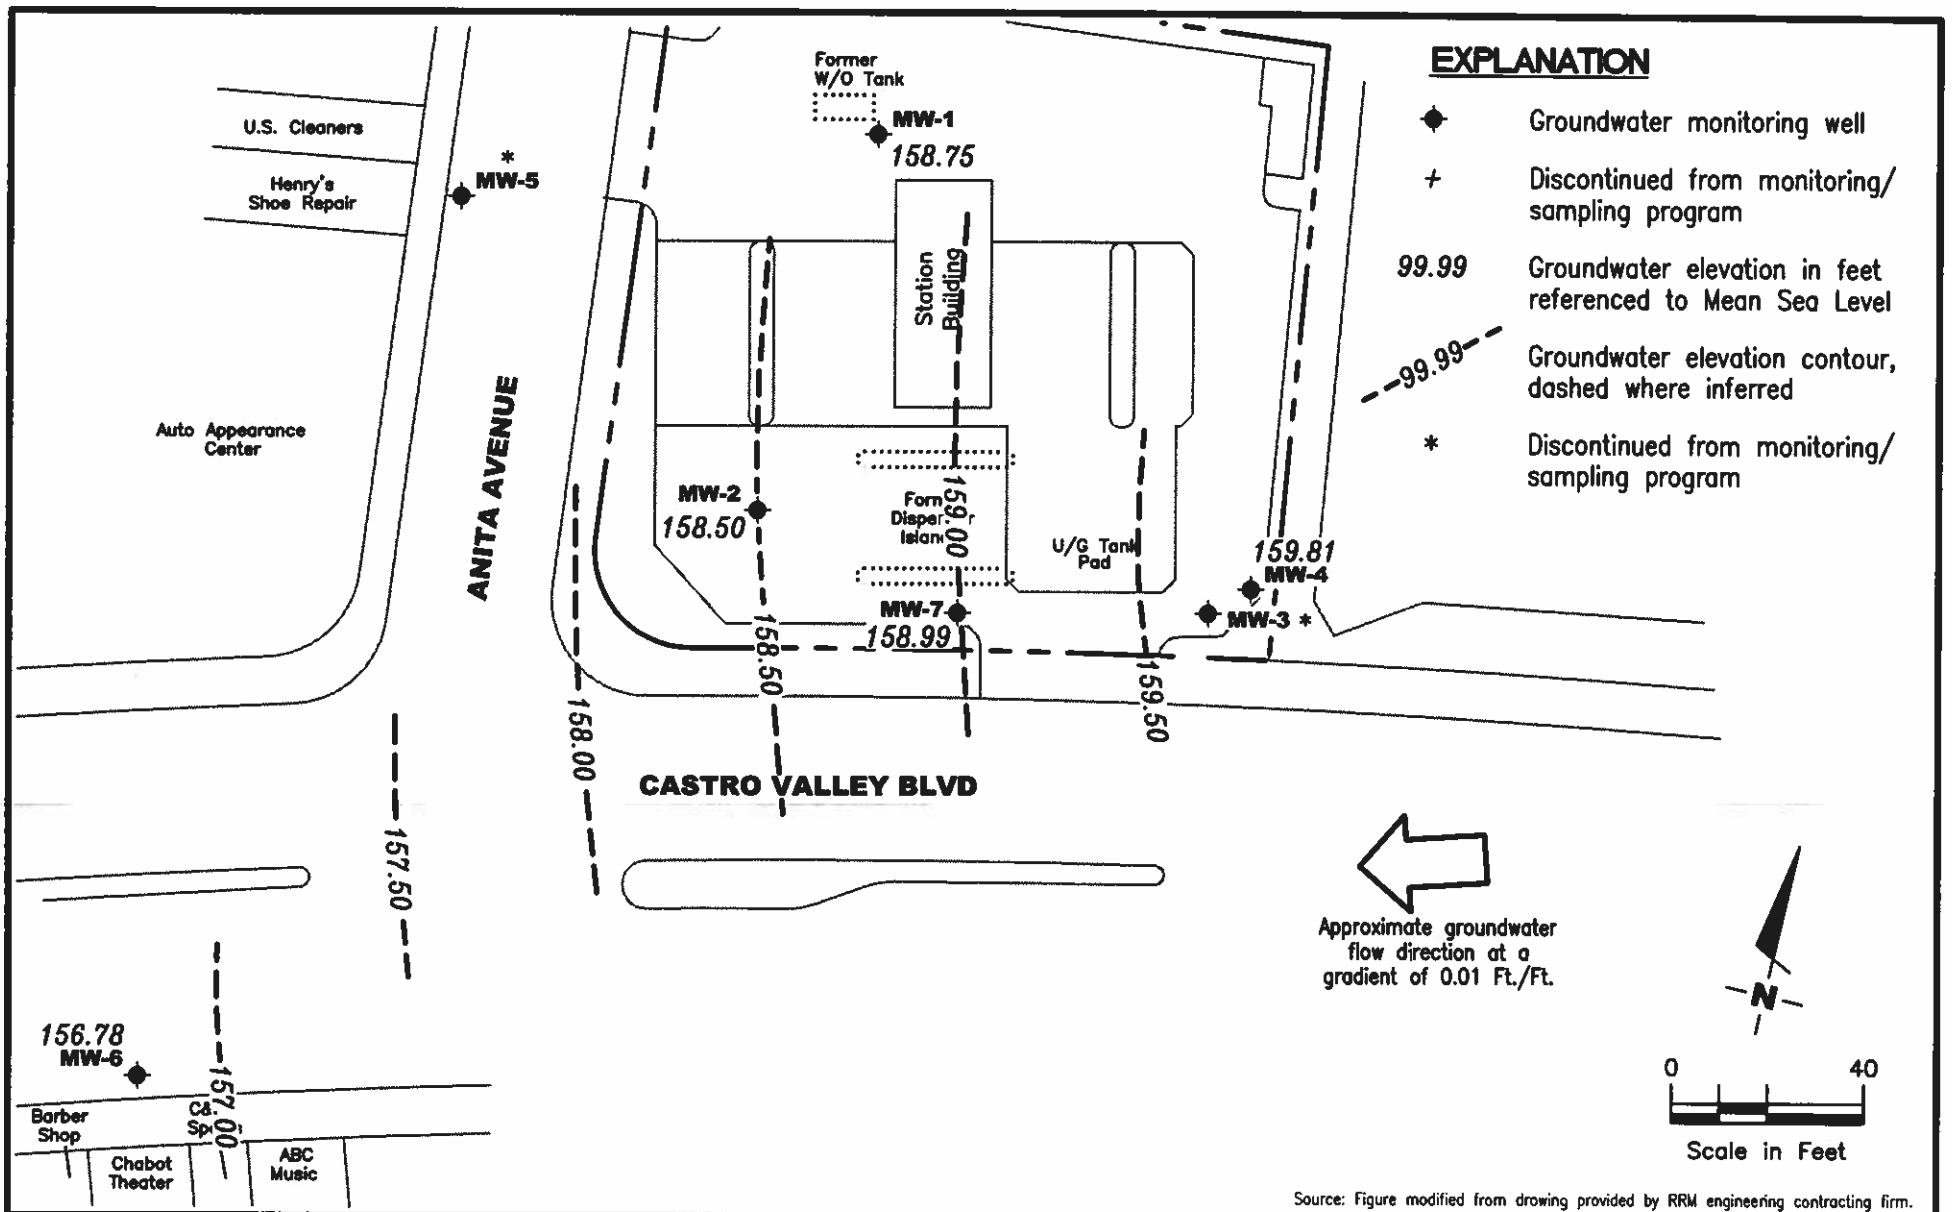 EXPLANATION
Groundwater monitoring well
Discontinued from monitoring/
sampling program
99.99
Groundwater elevation in feet
referenced to Mean Sea Level
99.99
Groundwater elevation contour,
dashed where inferred
*
Discontinued from monitoring/
sampling program
Former
W/O Tank
MW-1
158.75
U.S. Cleaners
Henry's
Shoe Repair
*
MW-5
Station
Building
Auto Appearance
Center
ANITA AVENUE
MW-2
158.50
159.00
U/G Tank
Pad
159.81
MW-4
MW-3 *
MW-7
158.99
158.50
159.50
158.00
CASTRO VALLEY BLVD
157.50
Approximate groundwater
flow direction at a
gradient of 0.01 Ft./Ft.
N
156.78
MW-6
157.00
Barber
Shop
Chabot
Theater
ABC
Music
0 40
Scale in Feet
Source: Figure modified from drawing provided by RRM engineering contracting firm.